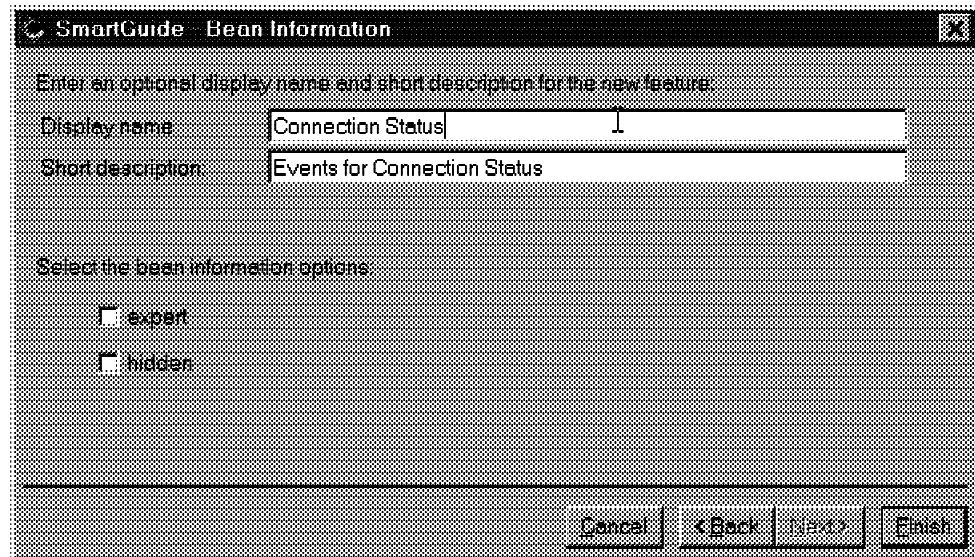 SmartGuide - Bean Information
Enter an optional display name and short description for the new feature:
Display name: Connection Status
Short description: Events for Connection Status
Select the bean information options:
expert
hidden
Cancel < Back Next > Finish